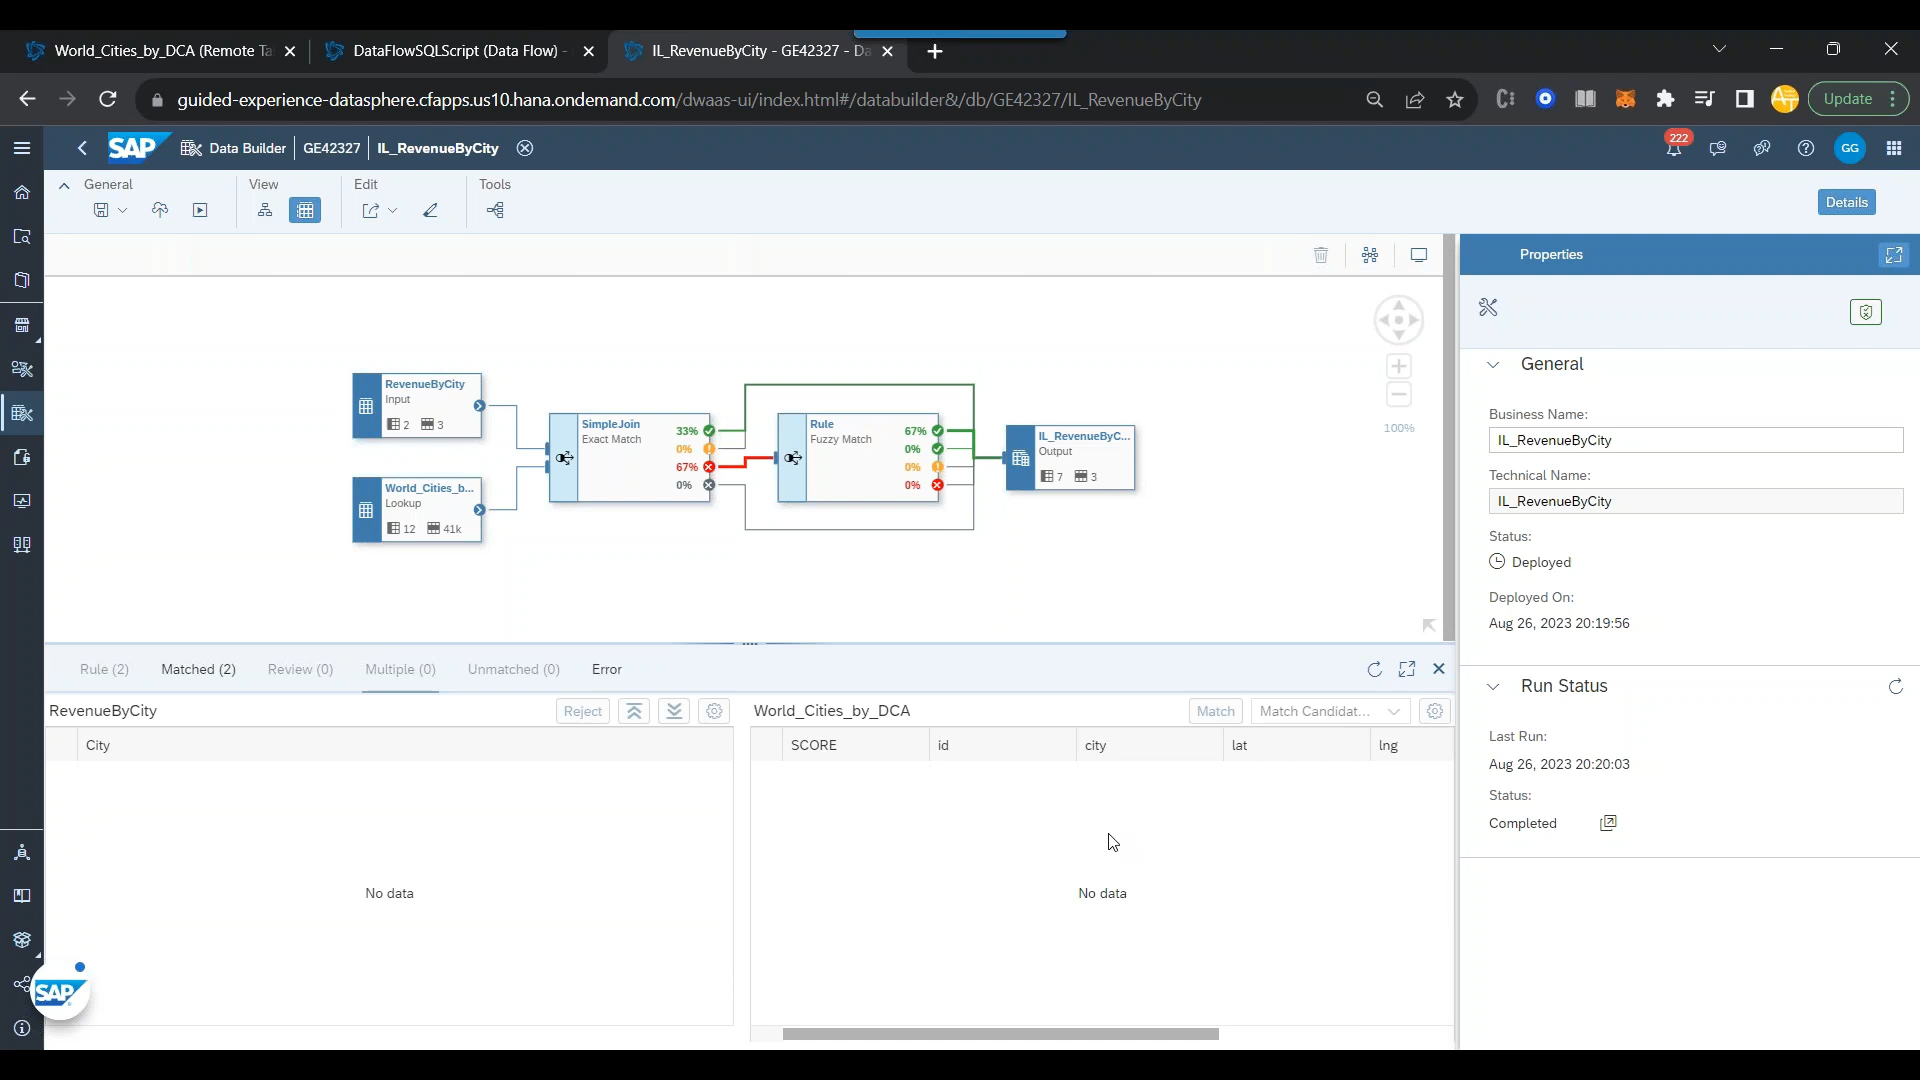 World_Cities_by_DCA (Remote Ta
DataFlowSQLScript (Data Flow) -
IL_RevenueByCity - GE42327 - Da
guided-experience-datasphere.cfapps.us10.hana.ondemand.com/dwaas-ui/index.html#/databuilder&/db/GE42327/IL_RevenueByCity
Update
SAP
Data Builder
GE42327
IL_RevenueByCity
222
GG
General
View
Edit
Tools
Details
Properties
RevenueByCity
Input
2
3
World_Cities_b...
Lookup
12
41k
SimpleJoin
Exact Match
33%
0%
67%
0%
Rule
Fuzzy Match
67%
0%
0%
0%
IL_RevenueByC...
Output
7
3
100%
General
Business Name:
IL_RevenueByCity
Technical Name:
IL_RevenueByCity
Status:
Deployed
Deployed On:
Aug 26, 2023 20:19:56
Run Status
Last Run:
Aug 26, 2023 20:20:03
Status:
Completed
Rule (2)
Matched (2)
Review (0)
Multiple (0)
Unmatched (0)
Error
RevenueByCity
Reject
World_Cities_by_DCA
Match
Match Candidat...
City
SCORE
id
city
lat
lng
No data
No data
SAP